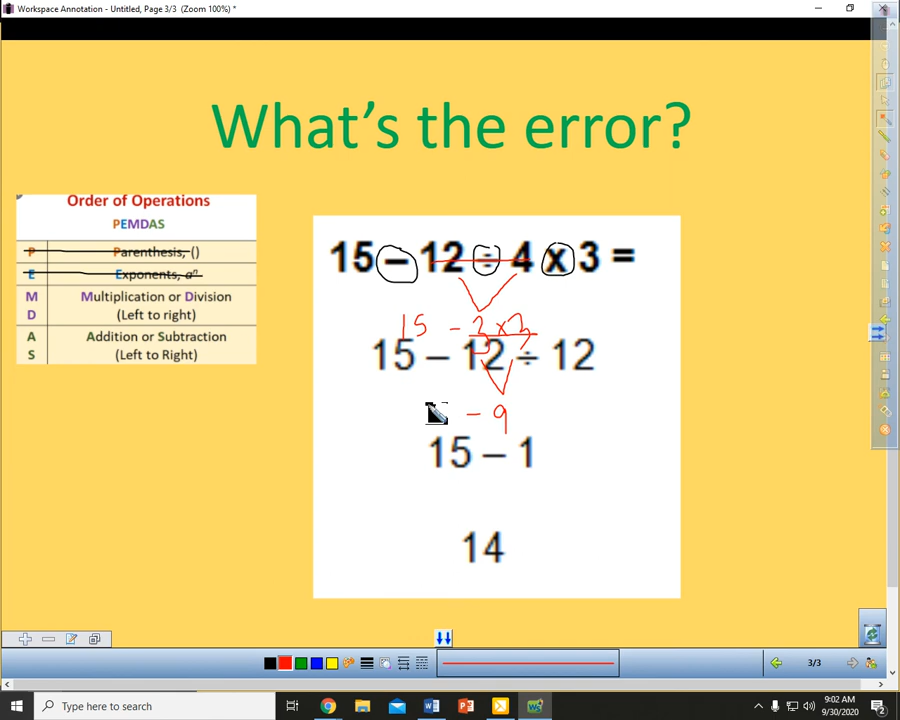 Workspace Annotation - Untitled, Page 3/3 (Zoom 100%) *
What's the error?
Order of Operations
PEMDAS
P Parenthesis, ()
E Exponents, aⁿ
M Multiplication or Division
D (Left to right)
A Addition or Subtraction
S (Left to Right)
15 – 12 ÷ 4 x 3 =
15 - 3 x 3
15 – 12 ÷ 12
- 9
15 – 1
14
3/3
Type here to search
9:02 AM
9/30/2020
2